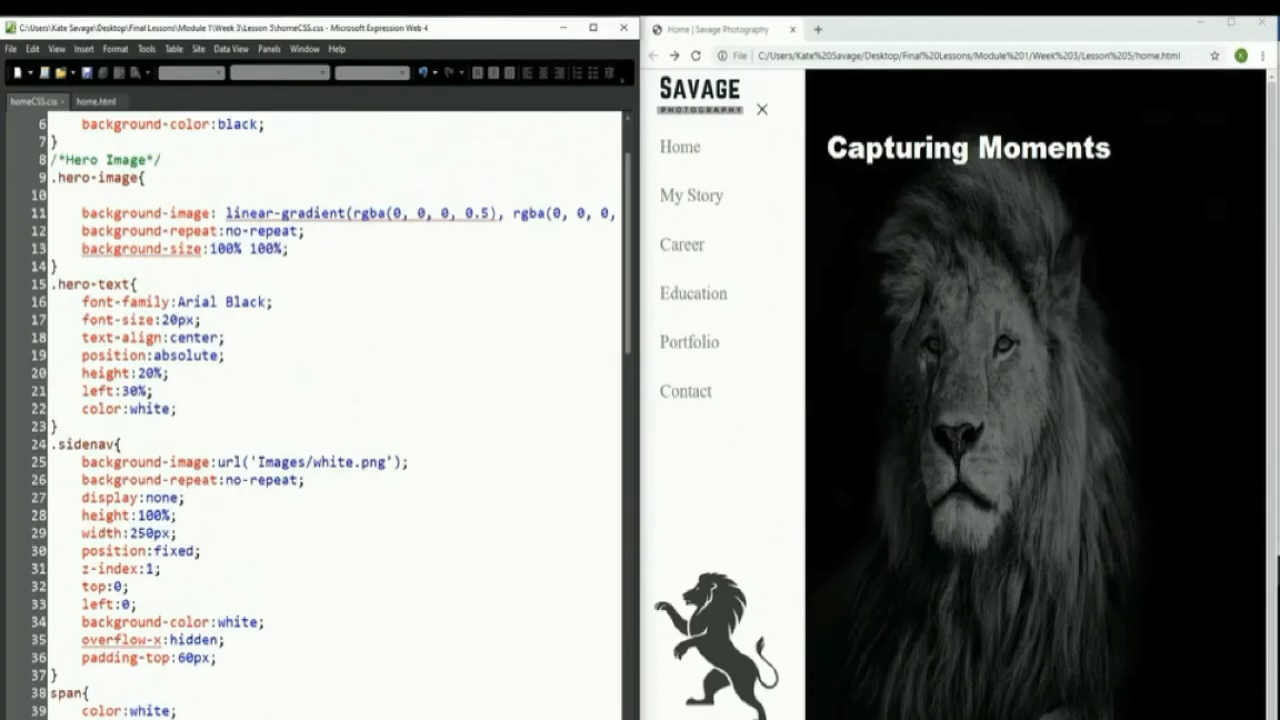 C:\Users\Kate Savage\Desktop\Final Lessons\Module 1\Week 3\Lesson 5\homeCSS.css - Microsoft Expression Web 4
File Edit View Insert Format Tools Table Site Data View Panels Window Help
homeCSS.css home.html
6 background-color:black;
7 }
8 /*Hero Image*/
9 .hero-image{
10
11 background-image: linear-gradient(rgba(0, 0, 0, 0.5), rgba(0, 0, 0,
12 background-repeat:no-repeat;
13 background-size:100% 100%;
14 }
15 .hero-text{
16 font-family:Arial Black;
17 font-size:20px;
18 text-align:center;
19 position:absolute;
20 height:20%;
21 left:30%;
22 color:white;
23 }
24 .sidenav{
25 background-image:url('Images/white.png');
26 background-repeat:no-repeat;
27 display:none;
28 height:100%;
29 width:250px;
30 position:fixed;
31 z-index:1;
32 top:0;
33 left:0;
34 background-color:white;
35 overflow-x:hidden;
36 padding-top:60px;
37 }
38 span{
39 color:white;
Home | Savage Photography
File C:/Users/Kate%20Savage/Desktop/Final%20Lessons/Module%201/Week%203/Lesson%205/home.html
SAVAGE
PHOTOGRAPHY
Home
My Story
Career
Education
Portfolio
Contact
Capturing Moments